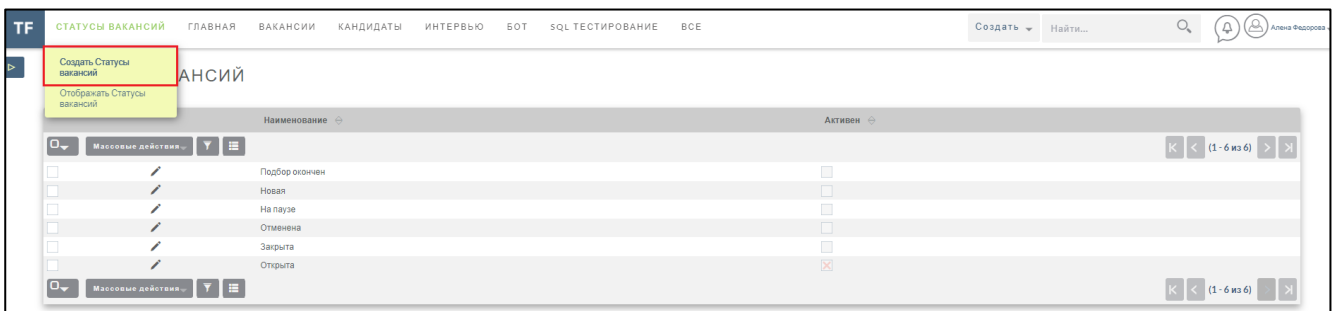 TF СТАТУСЫ ВАКАНСИЙ ГЛАВНАЯ ВАКАНСИИ КАНДИДАТЫ ИНТЕРВЬЮ БОТ SQL ТЕСТИРОВАНИЕ ВСЕ Создать Найти... Алена Федорова
Создать Статусы
вакансий
АНСИЙ
Отображать Статусы
вакансий
Наименование Активен
Массовые действия (1 - 6 из 6)
Подбор окончен
Новая
На паузе
Отменена
Закрыта
Открыта
Массовые действия (1 - 6 из 6)